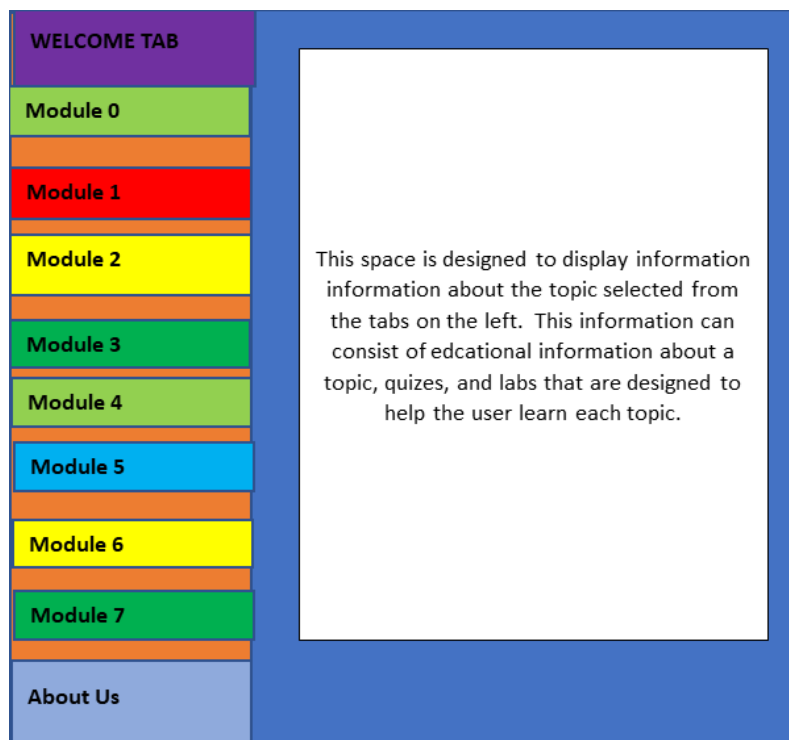 WELCOME TAB
Module 0
Module 1
Module 2
Module 3
Module 4
Module 5
Module 6
Module 7
About Us
This space is designed to display information
information about the topic selected from
the tabs on the left. This information can
consist of edcational information about a
topic, quizes, and labs that are designed to
help the user learn each topic.